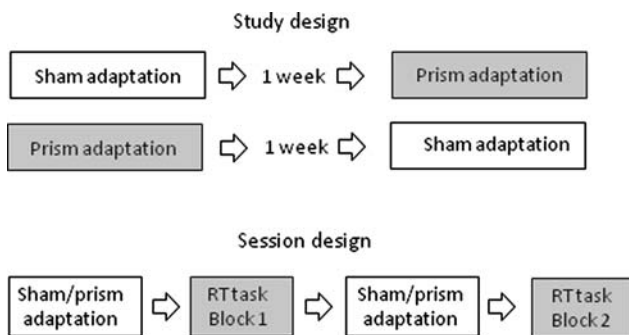 Study design
Sham adaptation 1 week Prism adaptation
Prism adaptation 1 week Sham adaptation
Session design
Sham/prism adaptation RT task Block 1 Sham/prism adaptation RT task Block 2